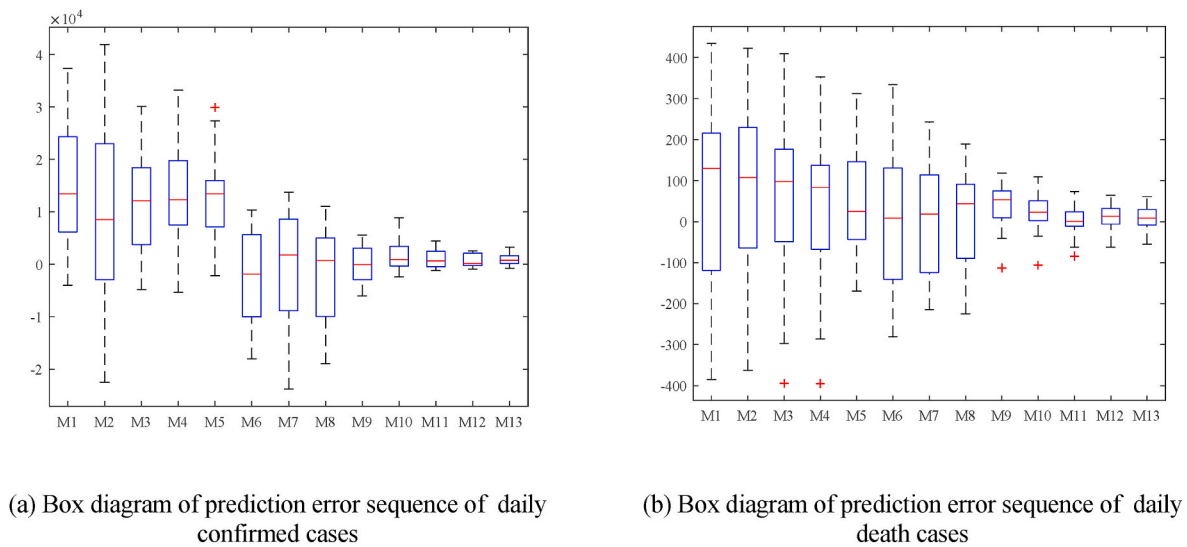 ×10⁴
4
3
2
1
0
-1
-2
M1 M2 M3 M4 M5 M6 M7 M8 M9 M10 M11 M12 M13
(a) Box diagram of prediction error sequence of daily
confirmed cases
400
300
200
100
0
-100
-200
-300
-400
M1 M2 M3 M4 M5 M6 M7 M8 M9 M10 M11 M12 M13
(b) Box diagram of prediction error sequence of daily
death cases